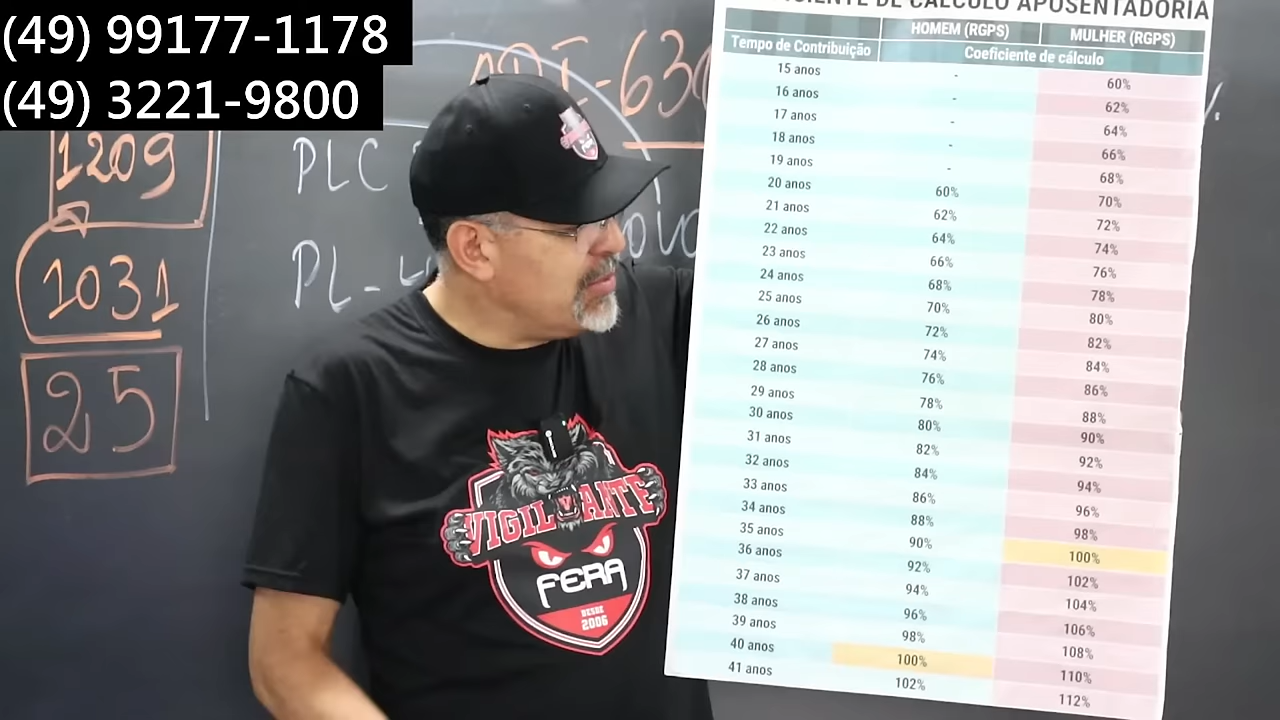 (49) 99177-1178
(49) 3221-9800
1209
1031
25
PLC
PL-
DE CÁLCULO APOSENTADORIA
HOMEM (RGPS) MULHER (RGPS)
Tempo de Contribuição Coeficiente de cálculo
15 anos - 60%
16 anos - 62%
17 anos - 64%
18 anos - 66%
19 anos - 68%
20 anos 60% 70%
21 anos 62% 72%
22 anos 64% 74%
23 anos 66% 76%
24 anos 68% 78%
25 anos 70% 80%
26 anos 72% 82%
27 anos 74% 84%
28 anos 76% 86%
29 anos 78% 88%
30 anos 80% 90%
31 anos 82% 92%
32 anos 84% 94%
33 anos 86% 96%
34 anos 88% 98%
35 anos 90% 100%
36 anos 92% 102%
37 anos 94% 104%
38 anos 96% 106%
39 anos 98% 108%
40 anos 100% 110%
41 anos 102% 112%
VIGILANTE
FERA
DESDE
2006